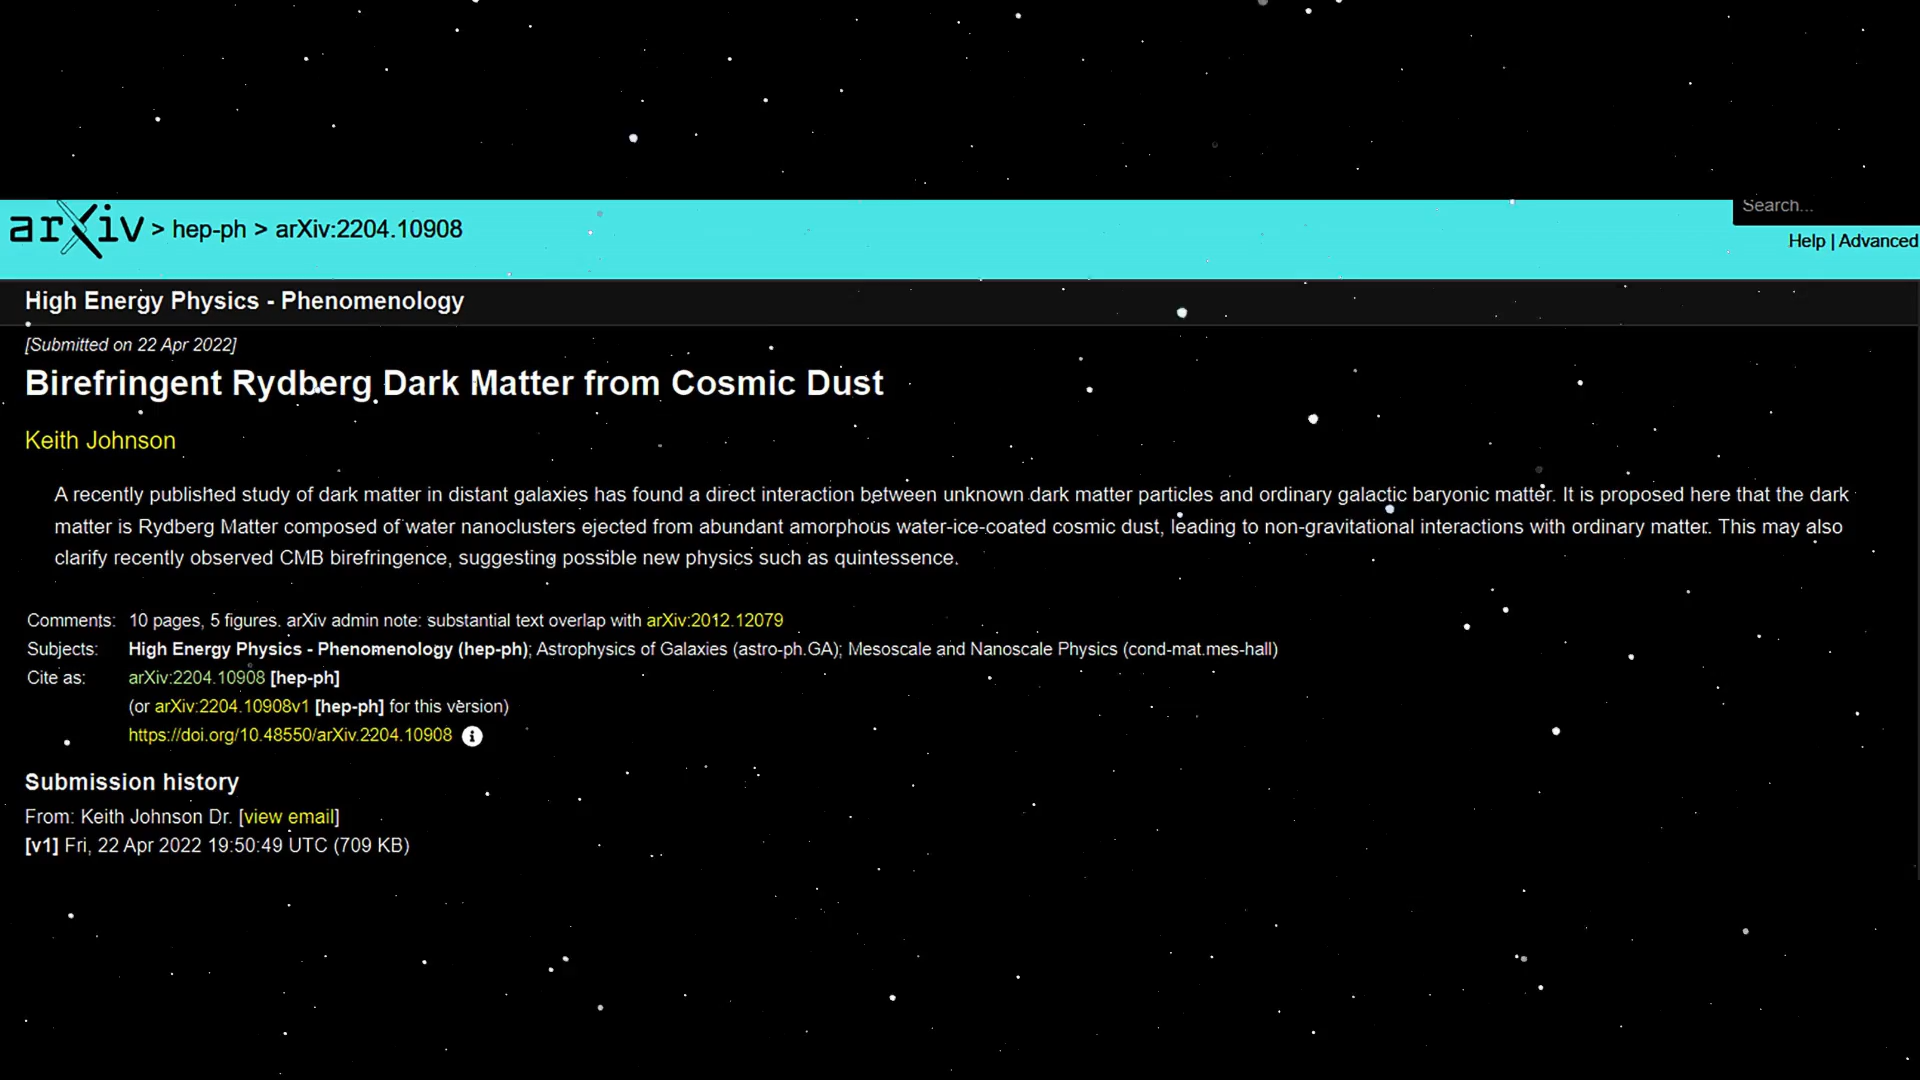 arXiv > hep-ph > arXiv:2204.10908
Search...
Help | Advanced
High Energy Physics - Phenomenology
[Submitted on 22 Apr 2022]
Birefringent Rydberg Dark Matter from Cosmic Dust
Keith Johnson
A recently published study of dark matter in distant galaxies has found a direct interaction between unknown dark matter particles and ordinary galactic baryonic matter. It is proposed here that the dark
matter is Rydberg Matter composed of water nanoclusters ejected from abundant amorphous water-ice-coated cosmic dust, leading to non-gravitational interactions with ordinary matter. This may also
clarify recently observed CMB birefringence, suggesting possible new physics such as quintessence.
Comments: 10 pages, 5 figures. arXiv admin note: substantial text overlap with arXiv:2012.12079
Subjects: High Energy Physics - Phenomenology (hep-ph); Astrophysics of Galaxies (astro-ph.GA); Mesoscale and Nanoscale Physics (cond-mat.mes-hall)
Cite as: arXiv:2204.10908 [hep-ph]
(or arXiv:2204.10908v1 [hep-ph] for this version)
https://doi.org/10.48550/arXiv.2204.10908
Submission history
From: Keith Johnson Dr. [view email]
[v1] Fri, 22 Apr 2022 19:50:49 UTC (709 KB)